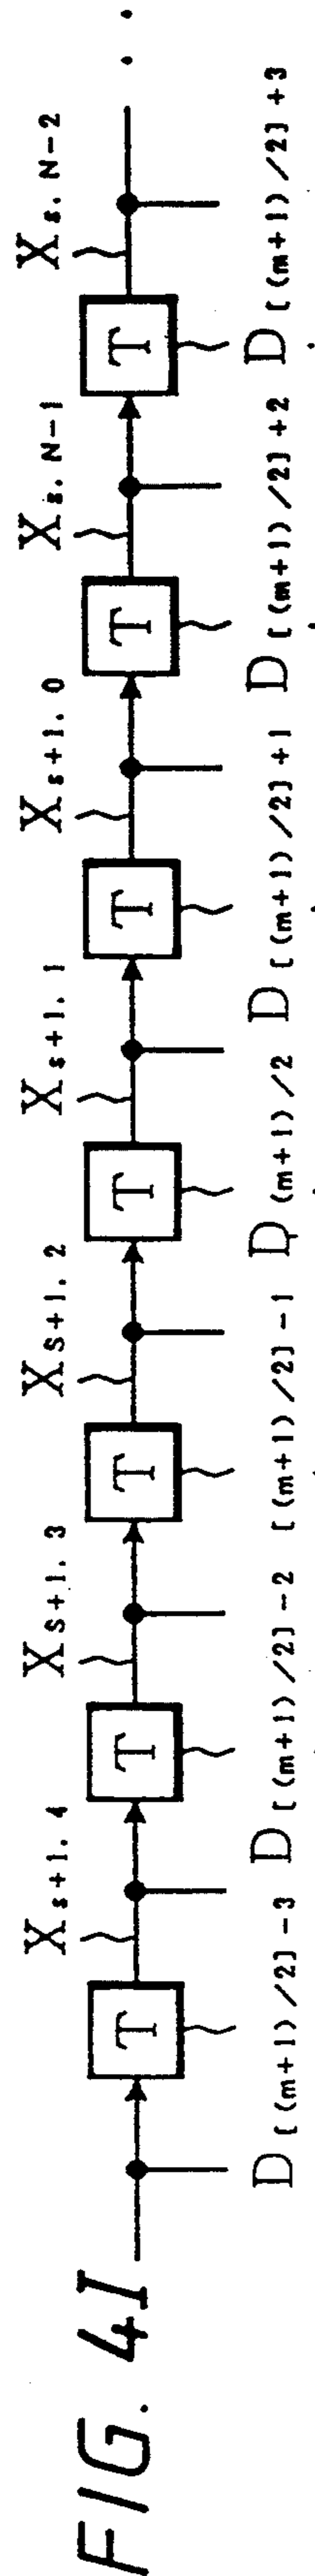 FIG. 4I
X s+1.4 X S+1.3 X S+1.2 X s+1.1 X s+1.0 X s.N-1 X s.N-2
T T T T T T T
D [(m+1)/2]-3 D [(m+1)/2]-2 [(m+1)/2]-1 D (m+1)/2 D [(m+1)/2]+1 D [(m+1)/2]+2 D [(m+1)/2]+3